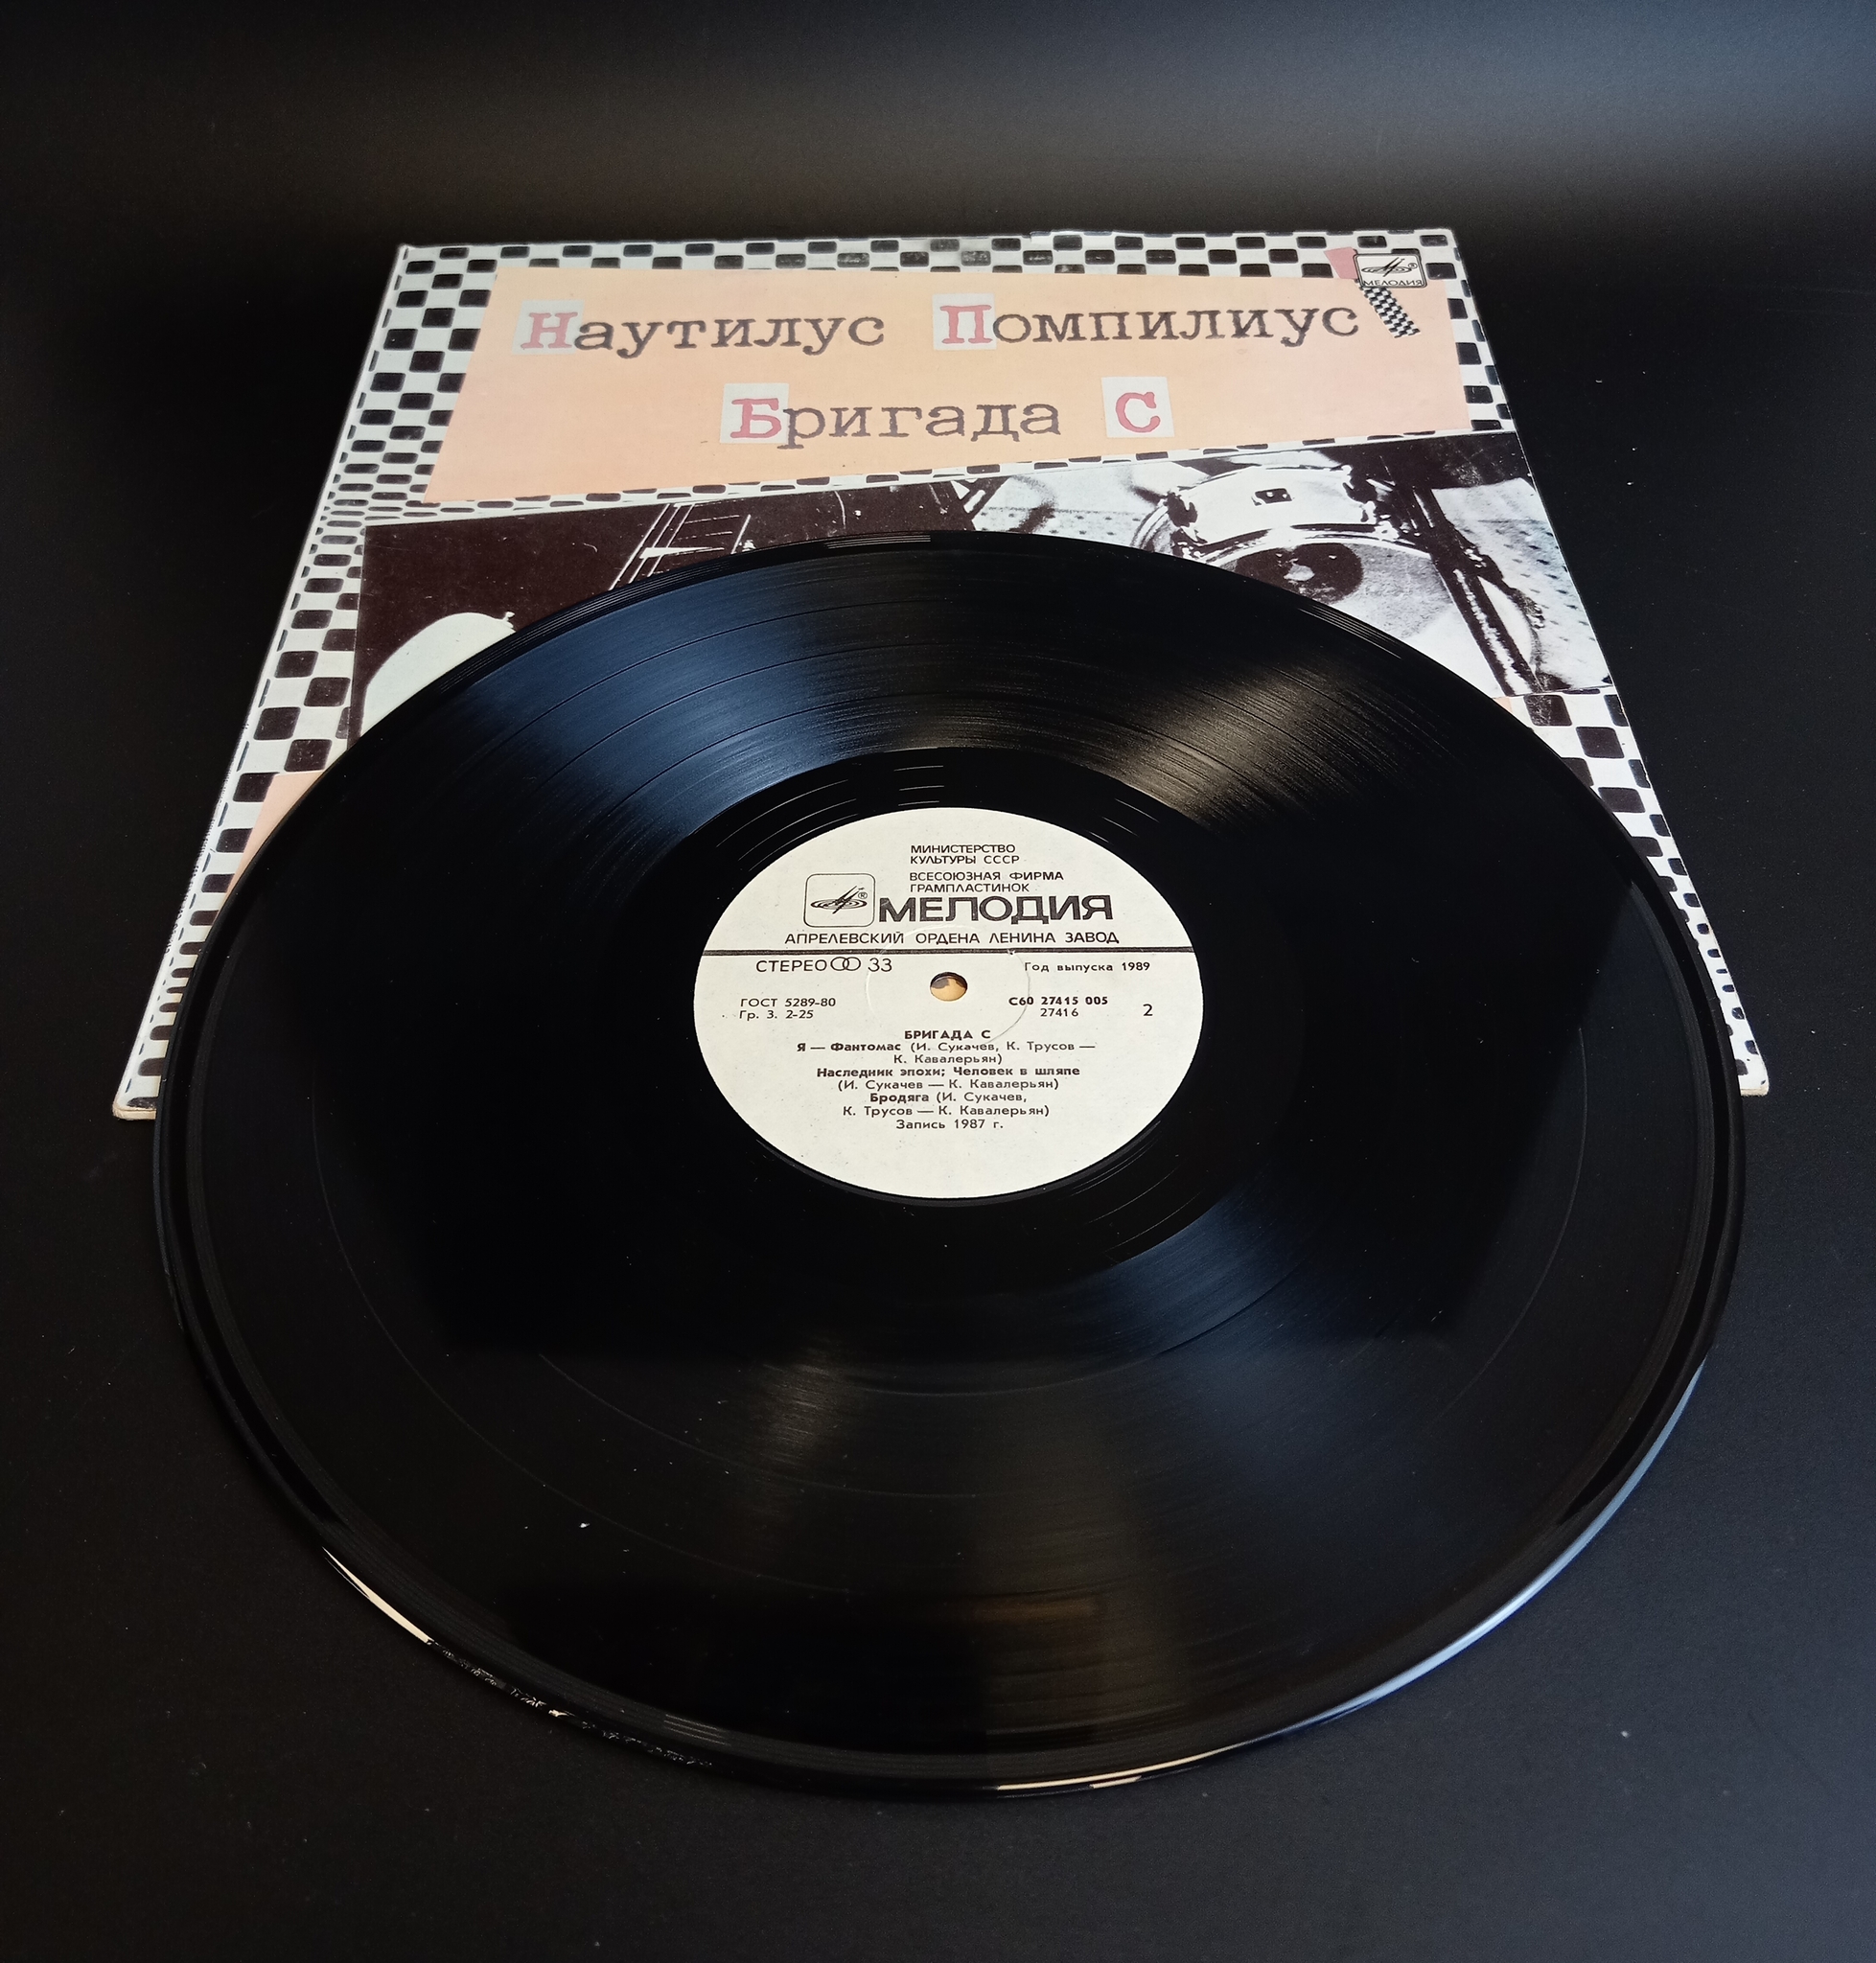 Наутилус Помпилиус
МЕЛОДИЯ
Бригада С
МИНИСТЕРСТВО
КУЛЬТУРЫ СССР
ВСЕСОЮЗНАЯ ФИРМА
ГРАМПЛАСТИНОК
МЕЛОДИЯ
АПРЕЛЕВСКИЙ ОРДЕНА ЛЕНИНА ЗАВОД
СТЕРЕО 33
Год выпуска 1989
ГОСТ 5289-80
Гр. 3. 2-25
С60 27415 005
27416
2
БРИГАДА С
Я — Фантомас (И. Сукачев, К. Трусов —
К. Кавалерьян)
Наследник эпохи; Человек в шляпе
(И. Сукачев — К. Кавалерьян)
Бродяга (И. Сукачев,
К. Трусов — К. Кавалерьян)
Запись 1987 г.